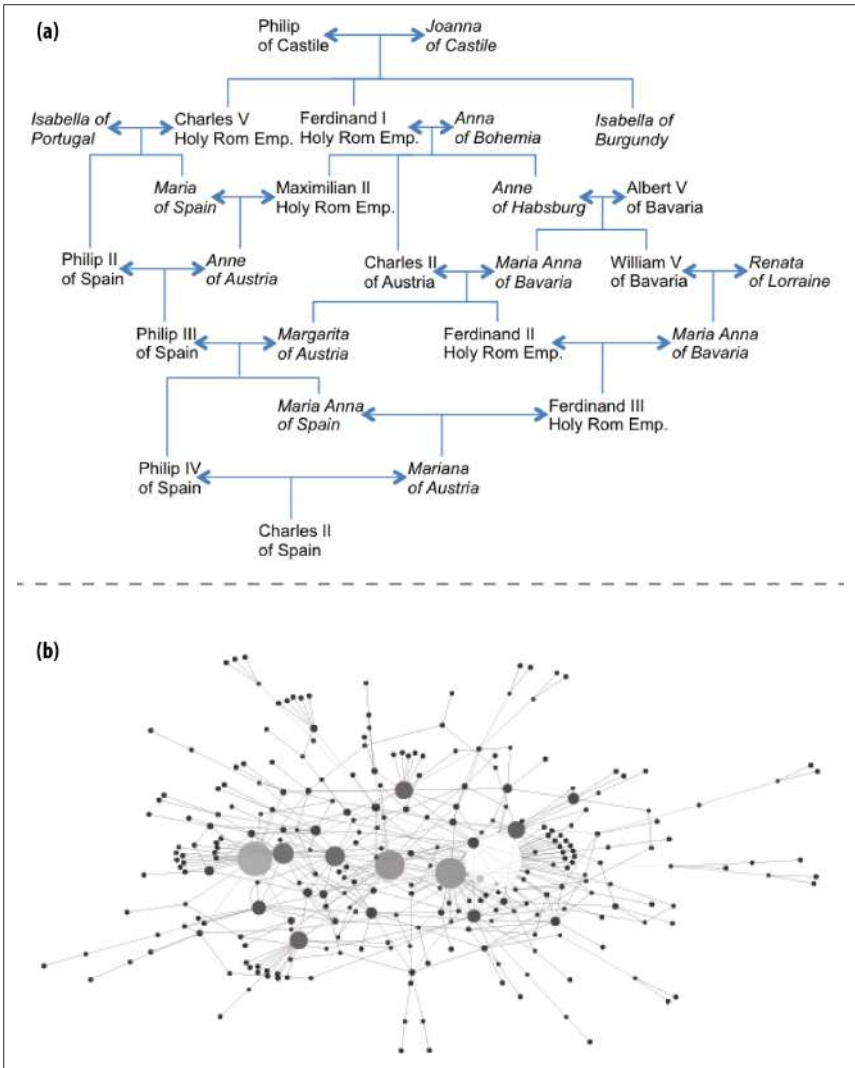 (a)
Philip
of Castile
Joanna
of Castile
Isabella of
Portugal
Charles V
Holy Rom Emp.
Ferdinand I
Holy Rom Emp.
Anna
of Bohemia
Isabella of
Burgundy
Maria
of Spain
Maximilian II
Holy Rom Emp.
Anne
of Habsburg
Albert V
of Bavaria
Philip II
of Spain
Anne
of Austria
Charles II
of Austria
Maria Anna
of Bavaria
William V
of Bavaria
Renata
of Lorraine
Philip III
of Spain
Margarita
of Austria
Ferdinand II
Holy Rom Emp.
Maria Anna
of Bavaria
Maria Anna
of Spain
Ferdinand III
Holy Rom Emp.
Philip IV
of Spain
Mariana
of Austria
Charles II
of Spain
(b)